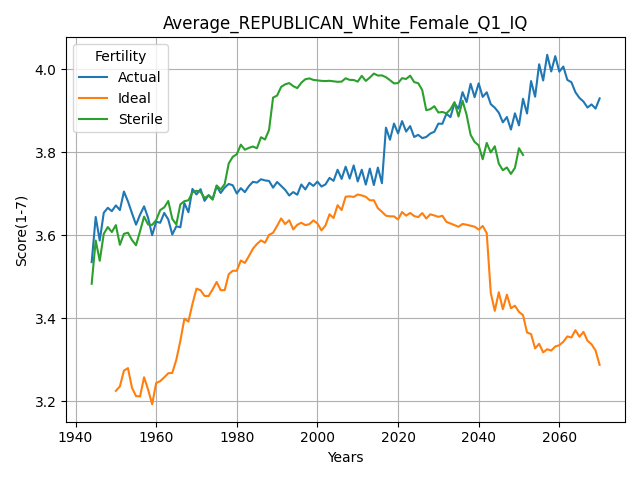 Average_REPUBLICAN_White_Female_Q1_IQ
Fertility
Actual
Ideal
Sterile
Score(1-7)
4.0
3.8
3.6
3.4
3.2
1940
1960
1980
2000
2020
2040
2060
Years